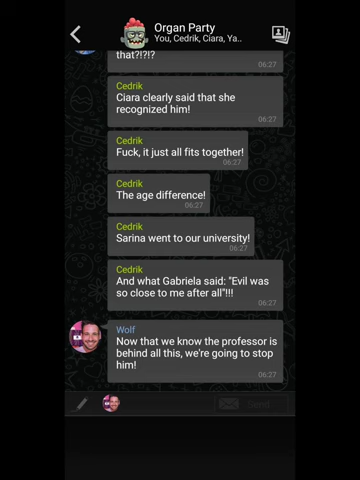 Organ Party
You, Cedrik, Ciara, Ya..
that?!?!?
06:27
Cedrik
Ciara clearly said that she
recognized him!
06:27
Cedrik
Fuck, it just all fits together!
06:27
Cedrik
The age difference!
06:27
Cedrik
Sarina went to our university!
06:27
Cedrik
And what Gabriela said: "Evil was
so close to me after all"!!!
06:27
Wolf
Now that we know the professor is
behind all this, we're going to stop
him!
06:27
Send